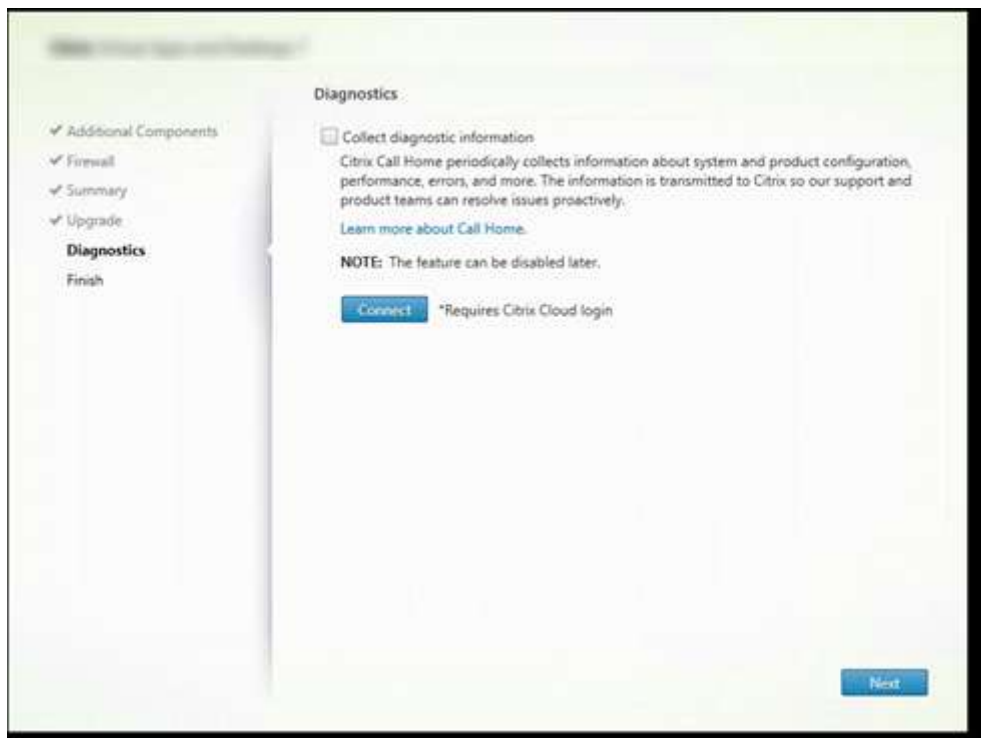 Diagnostics
Additional Components
Firewall
Summary
Upgrade
Diagnostics
Finish
Collect diagnostic information
Citrix Call Home periodically collects information about system and product configuration,
performance, errors, and more. The information is transmitted to Citrix so our support and
product teams can resolve issues proactively.
Learn more about Call Home.
NOTE: The feature can be disabled later.
Connect *Requires Citrix Cloud login
Next